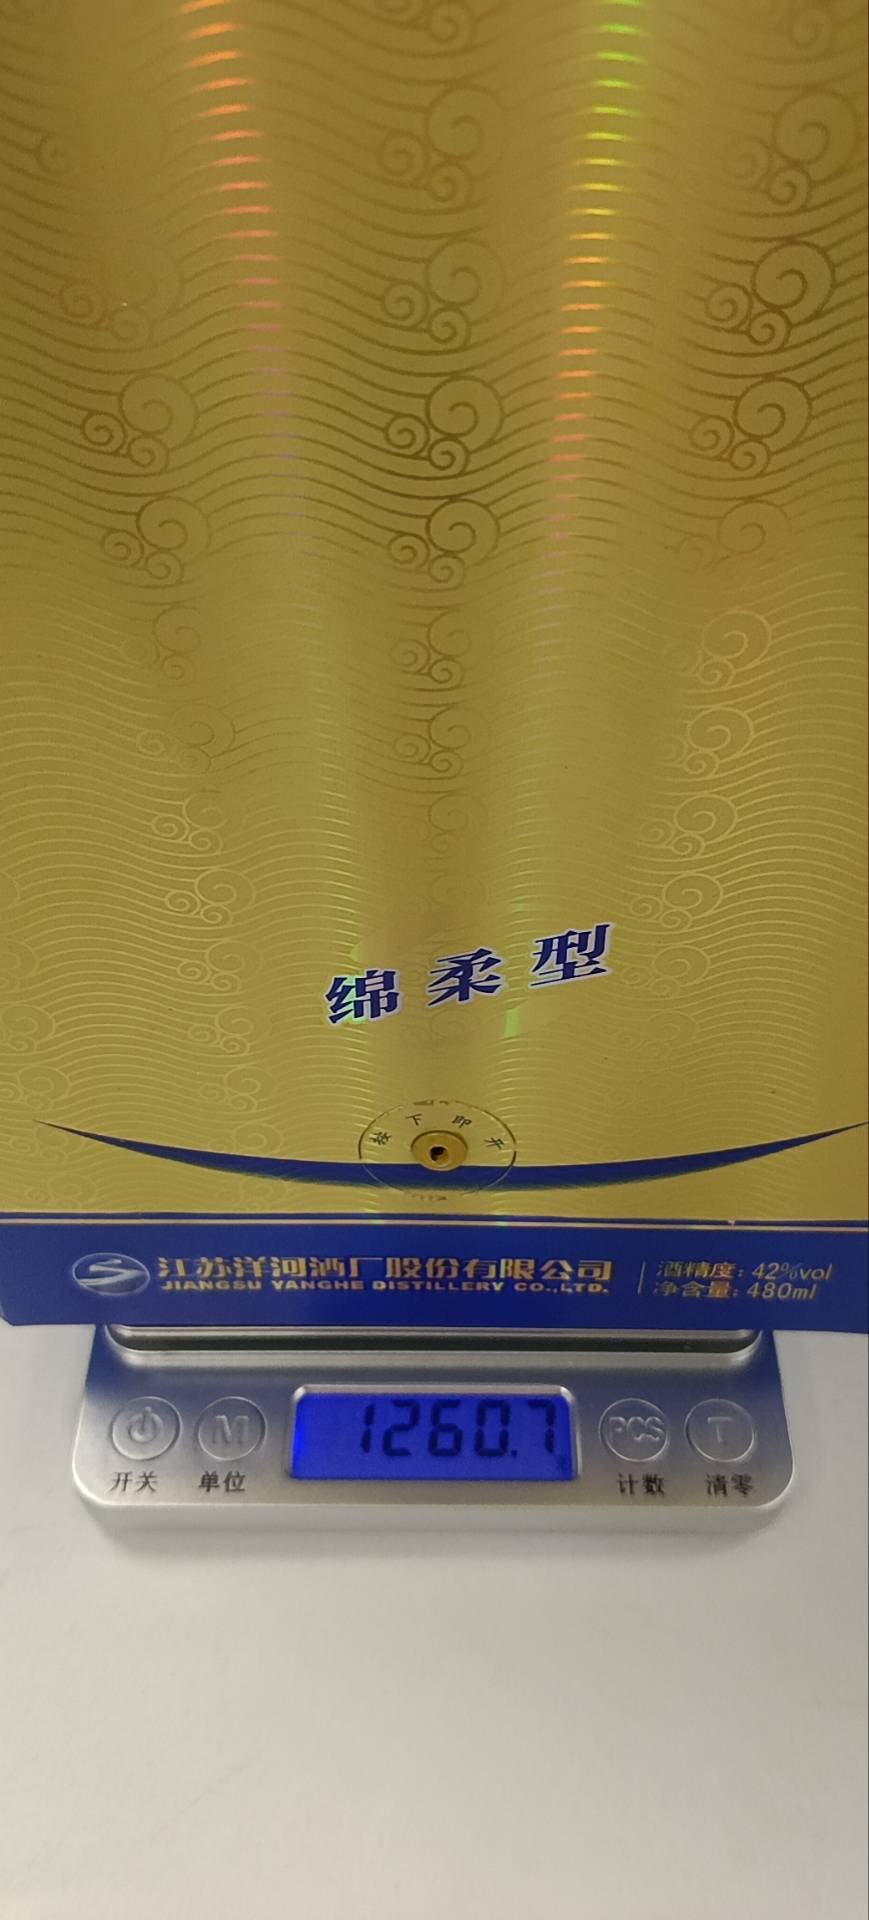 绵柔型
按下即开
江苏洋河酒厂股份有限公司
JIANGSU YANGHE DISTILLERY CO.,LTD.
酒精度: 42%vol
净含量: 480ml
1260.7
M
PCS
T
开关
单位
计数
清零